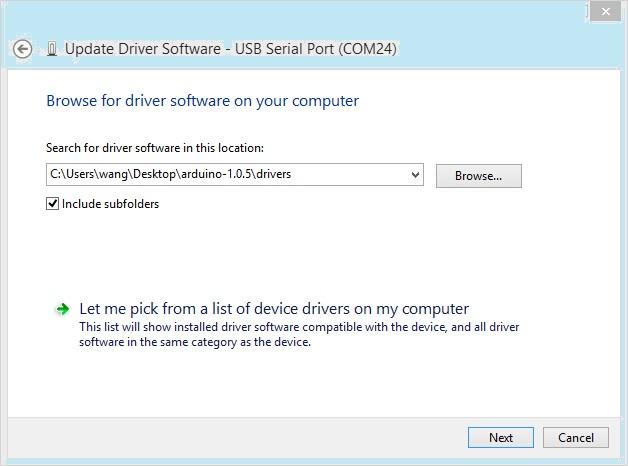 Update Driver Software - USB Serial Port (COM24)
Browse for driver software on your computer
Search for driver software in this location:
C:\Users\wang\Desktop\arduino-1.0.5\drivers
Browse...
Include subfolders
Let me pick from a list of device drivers on my computer
This list will show installed driver software compatible with the device, and all driver
software in the same category as the device.
Next
Cancel